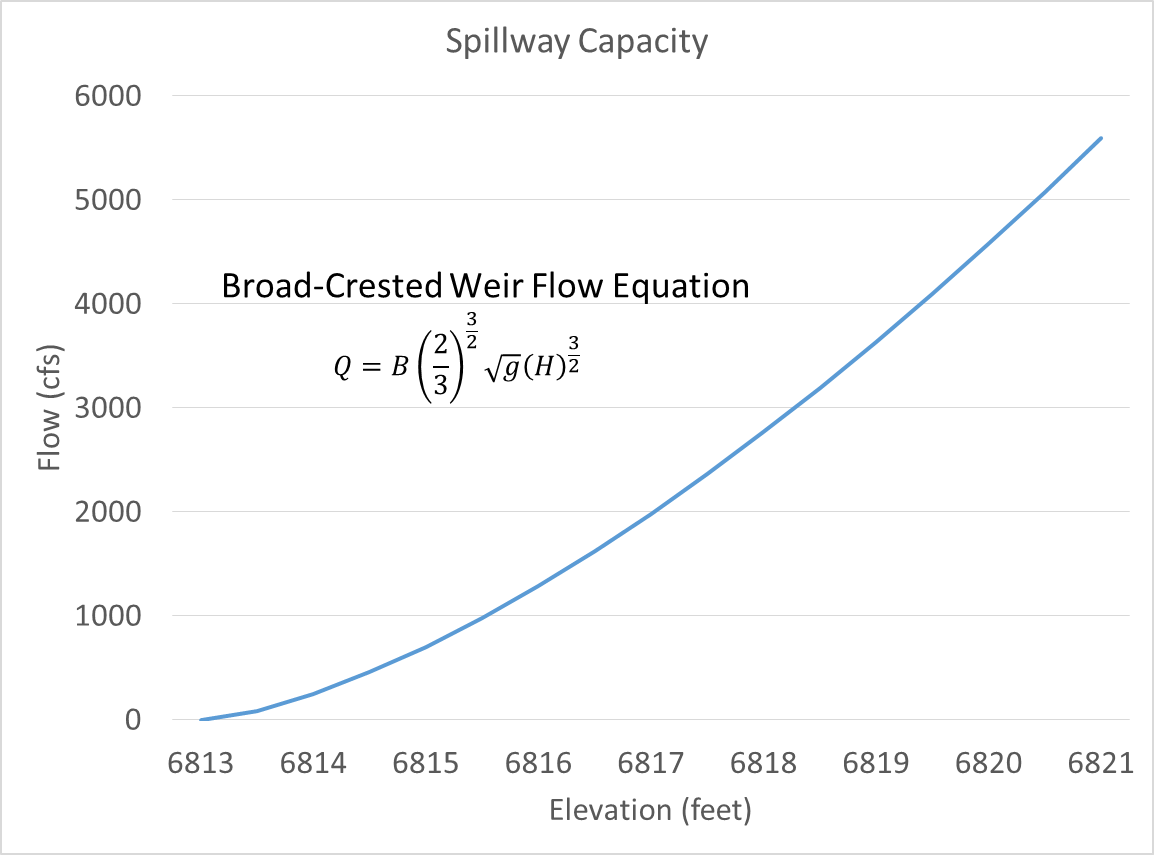 Spillway Capacity
6000
5000
4000
3000
2000
1000
0
Flow (cfs)
Broad-Crested Weir Flow Equation
𝑄 = 𝐵 (2/3)^(3/2) √𝑔(𝐻)^(3/2)
6813 6814 6815 6816 6817 6818 6819 6820 6821
Elevation (feet)